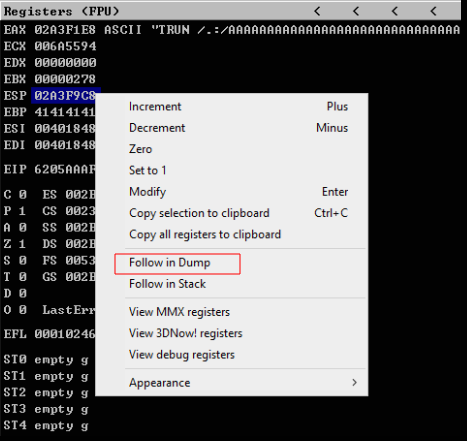 Registers (FPU) < < < <
EAX 02A3F1E8 ASCII "TRUN /.:/AAAAAAAAAAAAAAAAAAAAAAAAAAAAAAA
ECX 006A5594
EDX 00000000
EBX 00000278
ESP 02A3F9C8
EBP 41414141
ESI 00401848
EDI 00401848
EIP 6205AAAF
C 0 ES 002B
P 1 CS 0023
A 0 SS 002B
Z 1 DS 002B
S 0 FS 0053
T 0 GS 002B
D 0
O 0 LastErr
EFL 00010246
ST0 empty g
ST1 empty g
ST2 empty g
ST3 empty g
ST4 empty g
Increment Plus
Decrement Minus
Zero
Set to 1
Modify Enter
Copy selection to clipboard Ctrl+C
Copy all registers to clipboard
Follow in Dump
Follow in Stack
View MMX registers
View 3DNow! registers
View debug registers
Appearance >